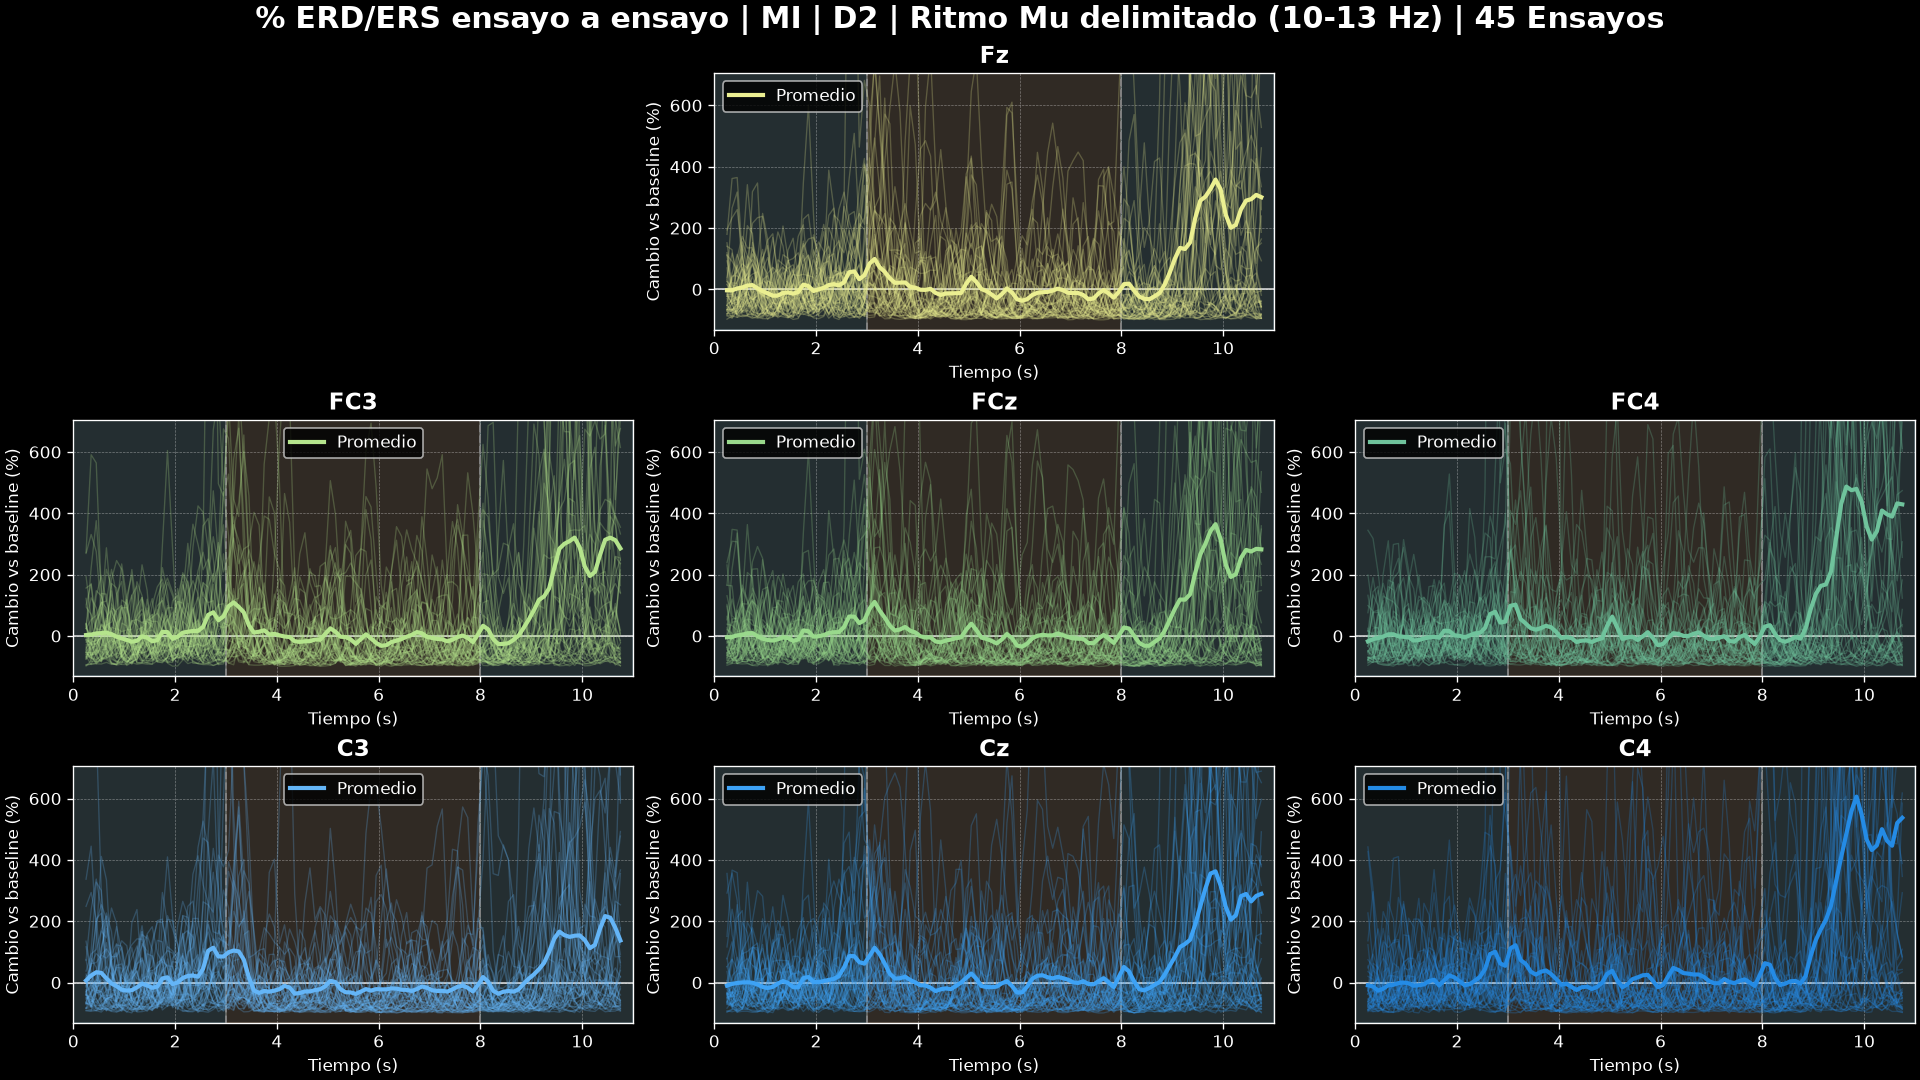 % ERD/ERS ensayo a ensayo | MI | D2 | Ritmo Mu delimitado (10-13 Hz) | 45 Ensayos
Fz
Cambio vs baseline (%)
600
400
200
0
Promedio
0 2 4 6 8 10
Tiempo (s)
FC3
Cambio vs baseline (%)
600
400
200
0
Promedio
0 2 4 6 8 10
Tiempo (s)
FCz
Cambio vs baseline (%)
600
400
200
0
Promedio
0 2 4 6 8 10
Tiempo (s)
FC4
Cambio vs baseline (%)
600
400
200
0
Promedio
0 2 4 6 8 10
Tiempo (s)
C3
Cambio vs baseline (%)
600
400
200
0
Promedio
0 2 4 6 8 10
Tiempo (s)
Cz
Cambio vs baseline (%)
600
400
200
0
Promedio
0 2 4 6 8 10
Tiempo (s)
C4
Cambio vs baseline (%)
600
400
200
0
Promedio
0 2 4 6 8 10
Tiempo (s)